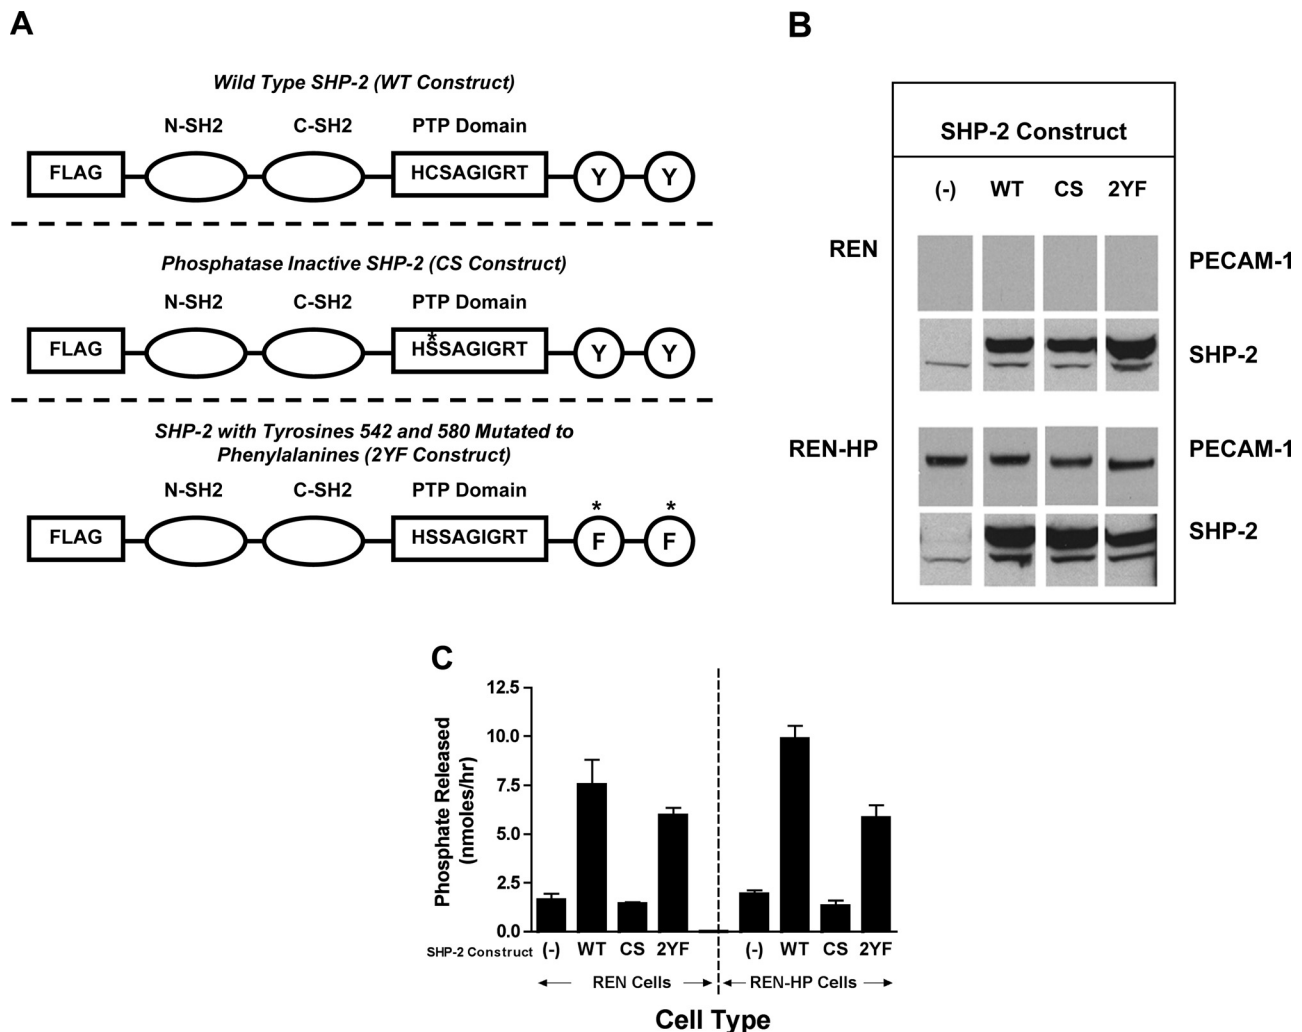 A
Wild Type SHP-2 (WT Construct)
N-SH2 C-SH2 PTP Domain
FLAG HCSAGIGRT Y Y
Phosphatase Inactive SHP-2 (CS Construct)
N-SH2 C-SH2 PTP Domain
*
FLAG HSSAGIGRT Y Y
SHP-2 with Tyrosines 542 and 580 Mutated to
Phenylalanines (2YF Construct)
N-SH2 C-SH2 PTP Domain
* *
FLAG HSSAGIGRT F F
B
SHP-2 Construct
(-) WT CS 2YF
REN PECAM-1
SHP-2
REN-HP PECAM-1
SHP-2
C
Phosphate Released
(nmoles/hr)
12.5
10.0
7.5
5.0
2.5
0.0
SHP-2 Construct (-) WT CS 2YF (-) WT CS 2YF
REN Cells REN-HP Cells
Cell Type